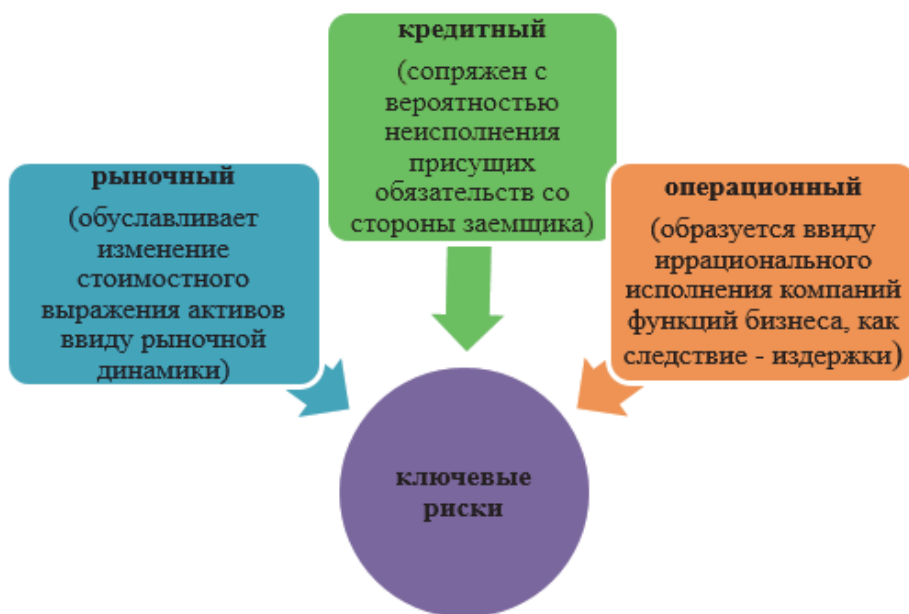 кредитный
(сопряжен с
вероятностью
неисполнения
присущих
обязательств со
стороны заемщика)
рыночный
(обуславливает
изменение
стоимостного
выражения активов
ввиду рыночной
динамики)
операционный
(образуется ввиду
иррационального
исполнения компаний
функций бизнеса, как
следствие - издержки)
ключевые
риски